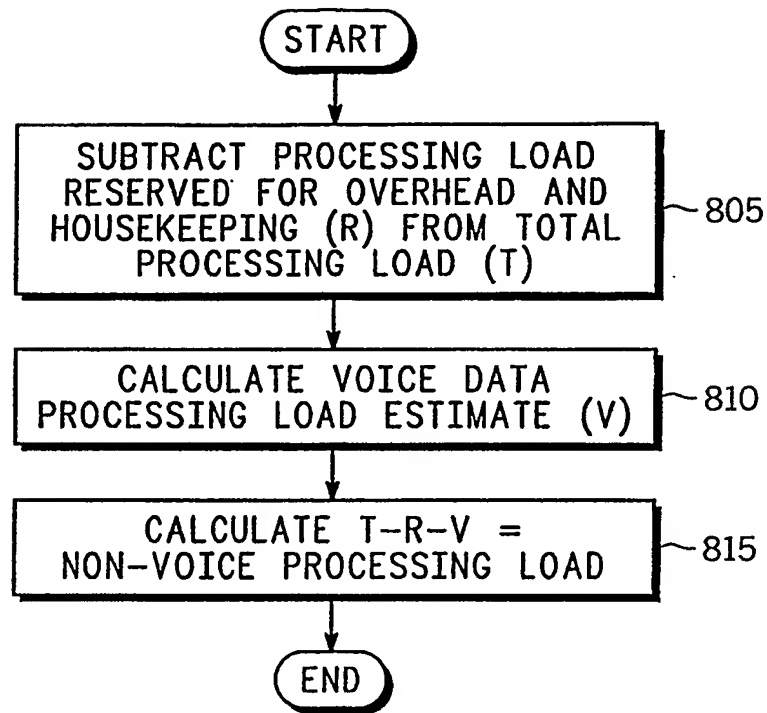 START
SUBTRACT PROCESSING LOAD
RESERVED FOR OVERHEAD AND
HOUSEKEEPING (R) FROM TOTAL
PROCESSING LOAD (T)
805
CALCULATE VOICE DATA
PROCESSING LOAD ESTIMATE (V)
810
CALCULATE T-R-V =
NON-VOICE PROCESSING LOAD
815
END